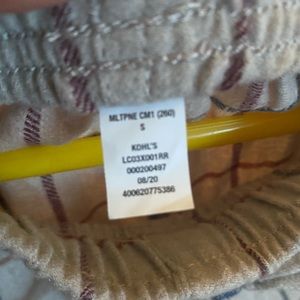 MLTPNE CM1 (260)
S
KOHL'S
LC03X001RR
000200497
08/20
400620775386